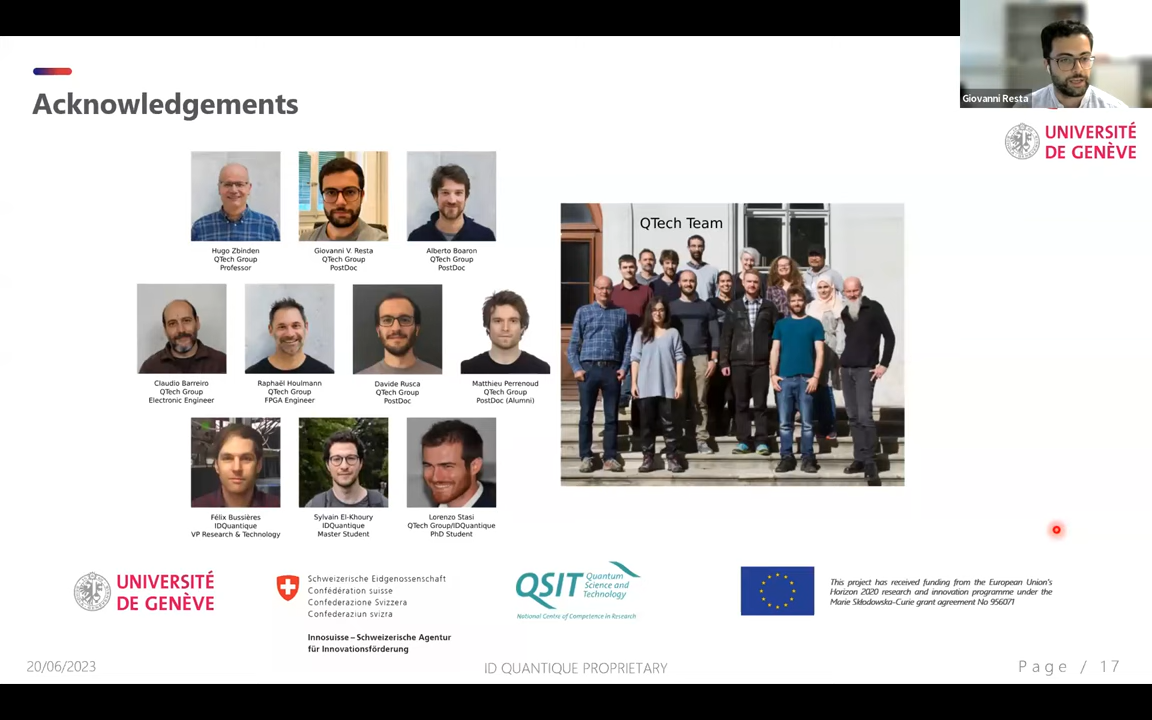 Giovanni Resta
Acknowledgements
UNIVERSITÉ
DE GENÈVE
Hugo Zbinden
QTech Group
Professor
Giovanni V. Resta
QTech Group
PostDoc
Alberto Boaron
QTech Group
PostDoc
QTech Team
Claudio Barreiro
QTech Group
Electronic Engineer
Raphaël Houlmann
QTech Group
FPGA Engineer
Davide Rusca
QTech Group
PostDoc
Matthieu Perrenoud
QTech Group
PostDoc (Alumni)
Félix Bussières
IDQuantique
VP Research & Technology
Sylvain El-Khoury
IDQuantique
Master Student
Lorenzo Stasi
QTech Group/IDQuantique
PhD Student
UNIVERSITÉ
DE GENÈVE
Schweizerische Eidgenossenschaft
Confédération suisse
Confederazione Svizzera
Confederaziun svizra
Innosuisse – Schweizerische Agentur
für Innovationsförderung
QSIT Quantum
Science and
Technology
National Centre of Competence in Research
This project has received funding from the European Union's
Horizon 2020 research and innovation programme under the
Marie Skłodowska-Curie grant agreement No 956071
20/06/2023
ID QUANTIQUE PROPRIETARY
Page / 17